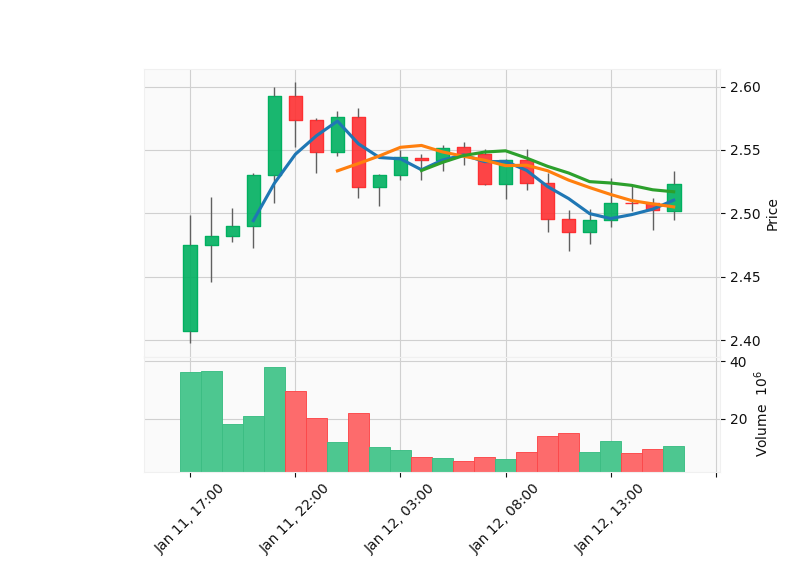 2.60
2.55
2.50
2.45
2.40
Price
40
20
Volume 10^6
Jan 11, 17:00
Jan 11, 22:00
Jan 12, 03:00
Jan 12, 08:00
Jan 12, 13:00